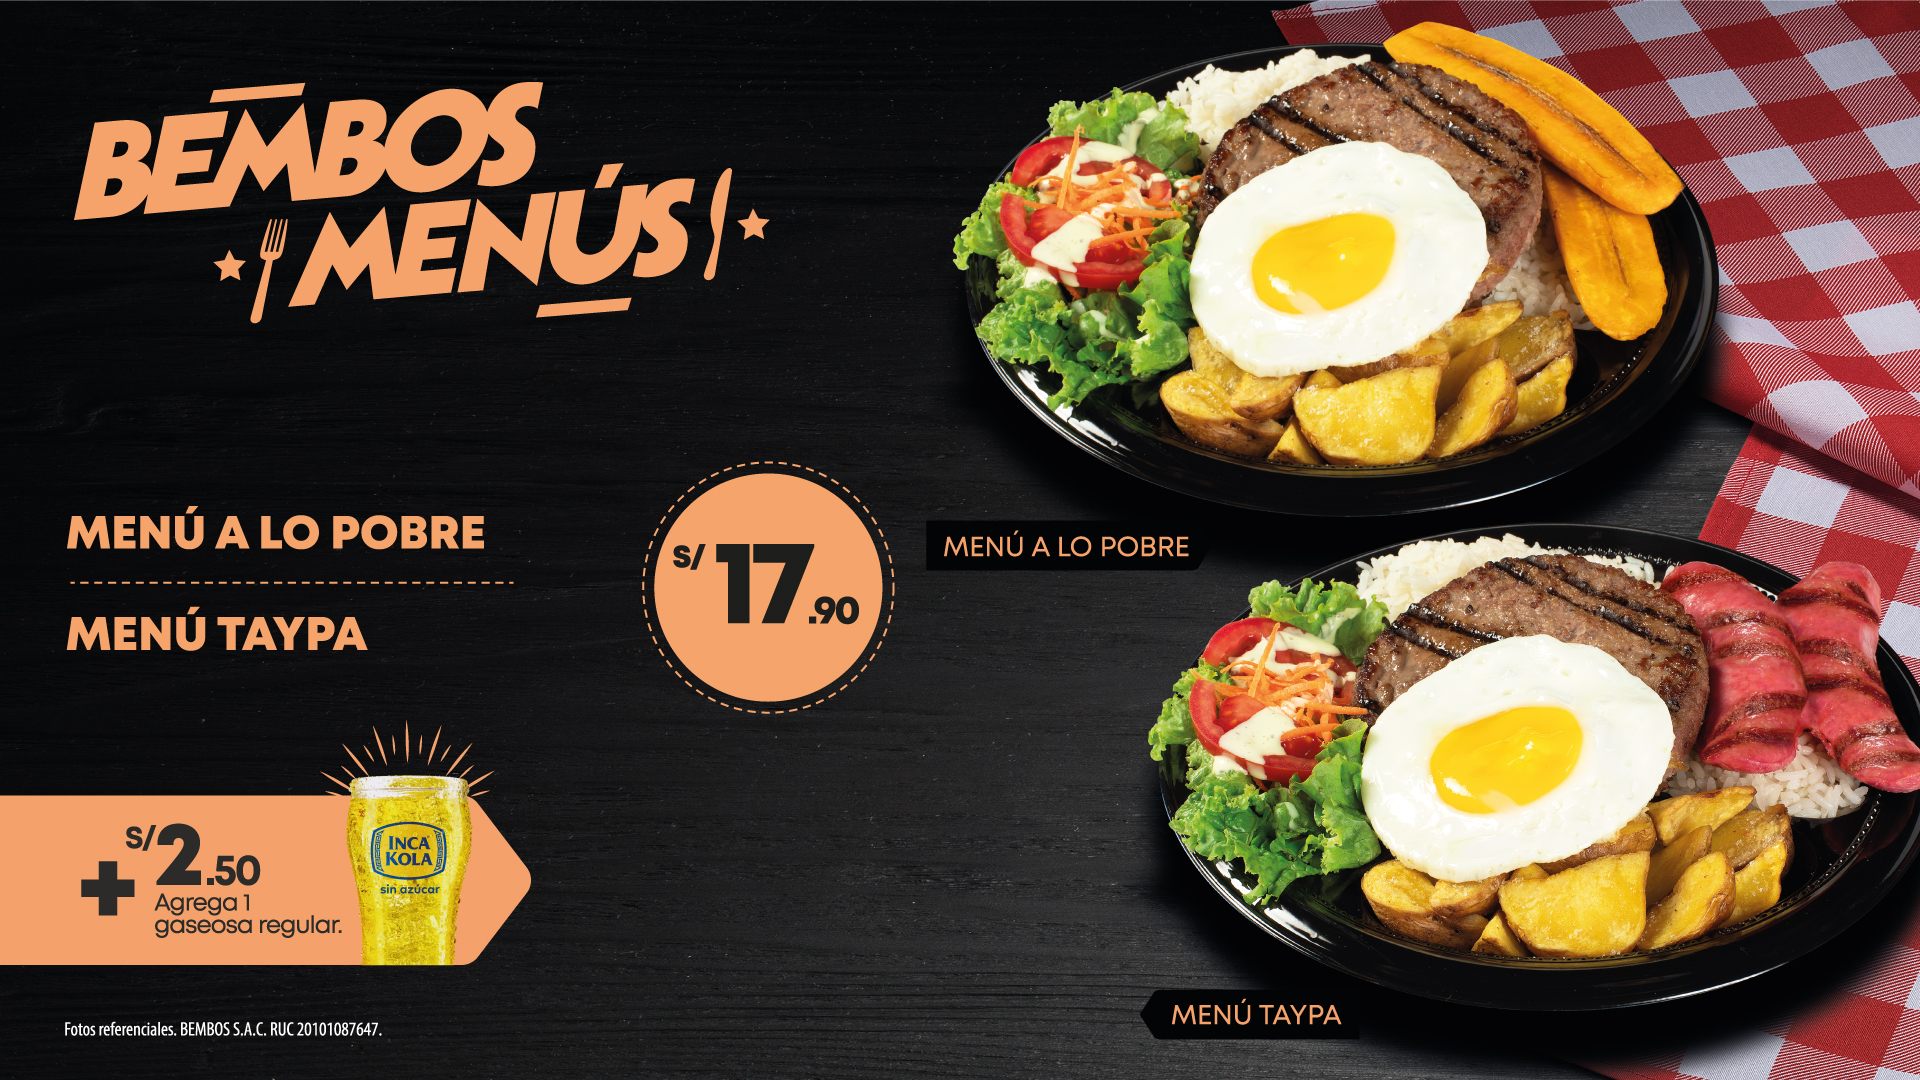 BEMBOS
MENÚS
MENÚ A LO POBRE
MENÚ TAYPA
S/ 17.90
MENÚ A LO POBRE
+ S/2.50
Agrega 1
gaseosa regular.
INCA
KOLA
sin azúcar
MENÚ TAYPA
Fotos referenciales. BEMBOS S.A.C. RUC 20101087647.